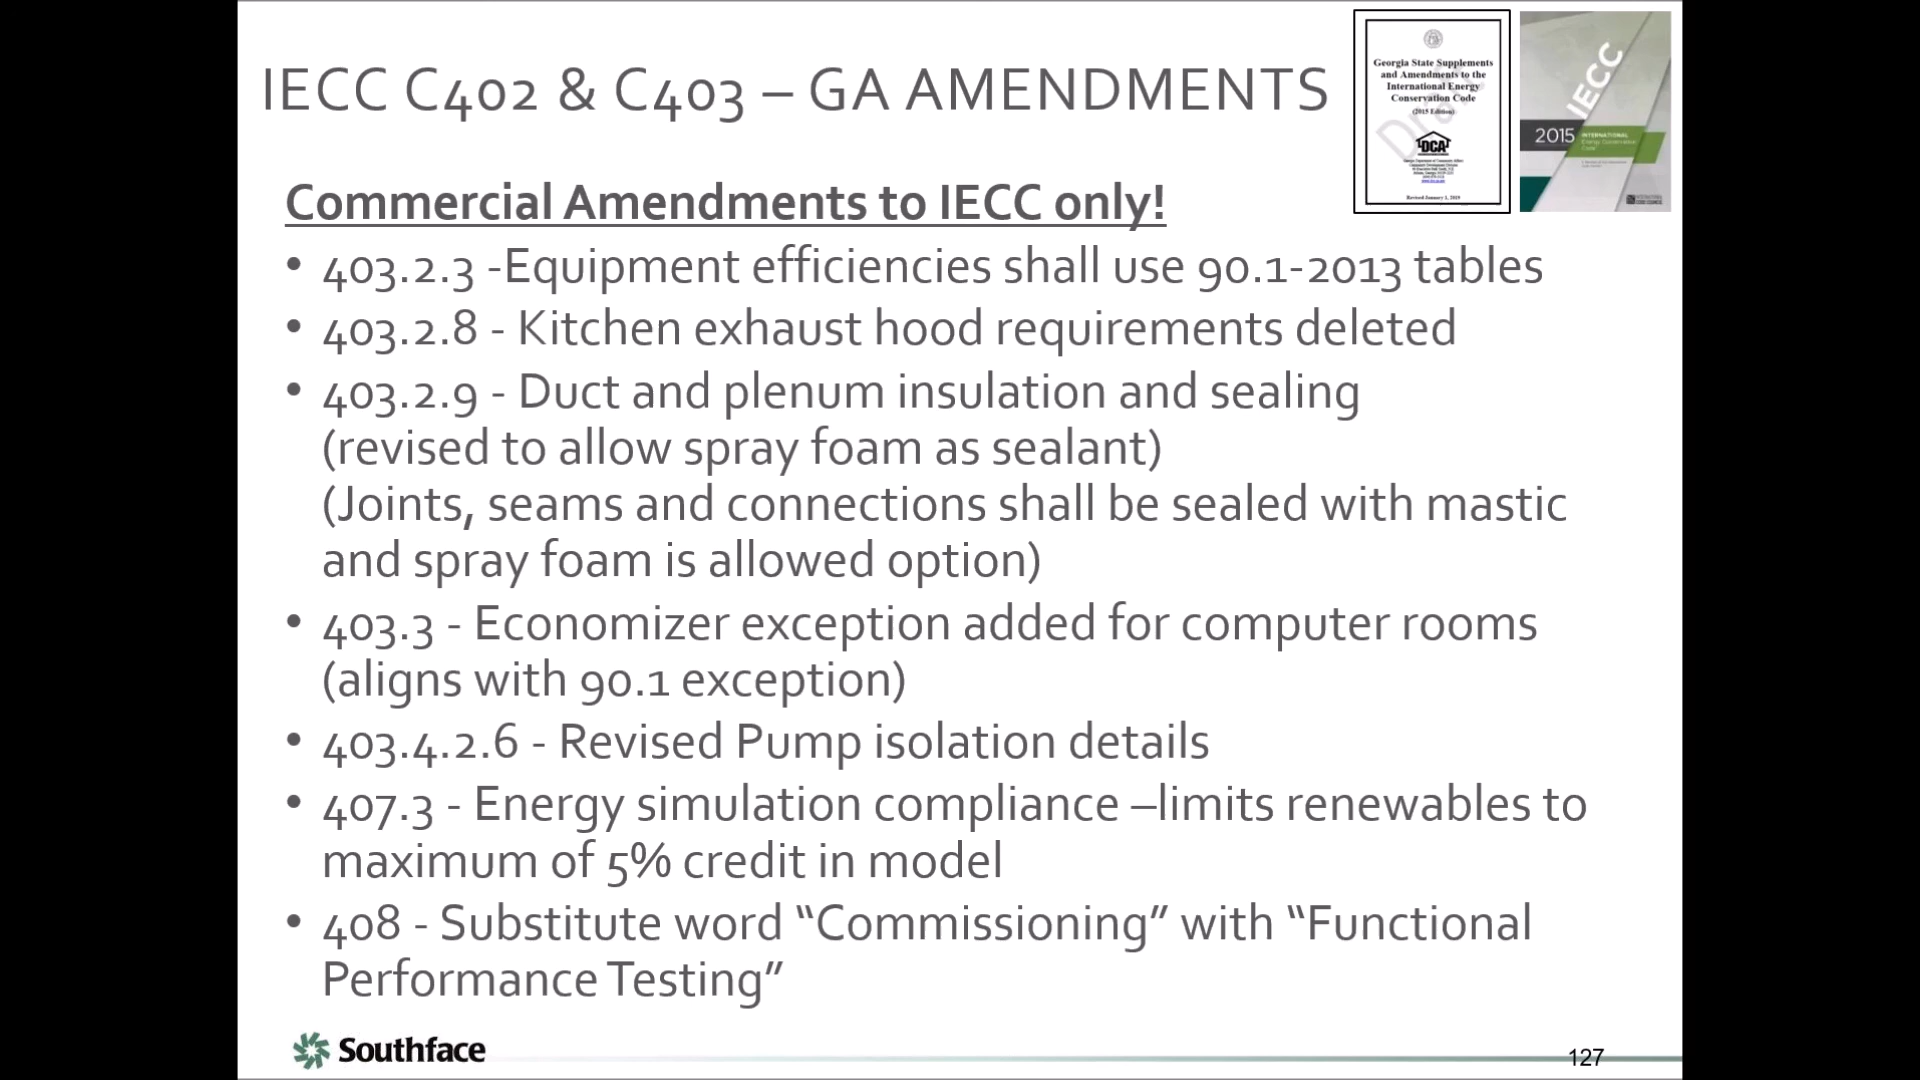 IECC C402 & C403 – GA AMENDMENTS
Georgia State Supplements
and Amendments to the
International Energy
Conservation Code
(2015 Edition)
Draft
DCA
Revised January 1, 2019
IECC
2015
INTERNATIONAL
Energy Conservation
Code
Commercial Amendments to IECC only!
• 403.2.3 -Equipment efficiencies shall use 90.1-2013 tables
• 403.2.8 - Kitchen exhaust hood requirements deleted
• 403.2.9 - Duct and plenum insulation and sealing
(revised to allow spray foam as sealant)
(Joints, seams and connections shall be sealed with mastic
and spray foam is allowed option)
• 403.3 - Economizer exception added for computer rooms
(aligns with 90.1 exception)
• 403.4.2.6 - Revised Pump isolation details
• 407.3 - Energy simulation compliance –limits renewables to
maximum of 5% credit in model
• 408 - Substitute word “Commissioning” with “Functional
Performance Testing”
Southface
127